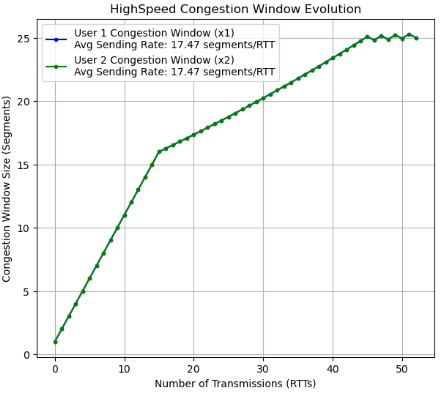 HighSpeed Congestion Window Evolution
User 1 Congestion Window (x1)
Avg Sending Rate: 17.47 segments/RTT
User 2 Congestion Window (x2)
Avg Sending Rate: 17.47 segments/RTT
Congestion Window Size (Segments)
25
20
15
10
5
0
0 10 20 30 40 50
Number of Transmissions (RTTs)